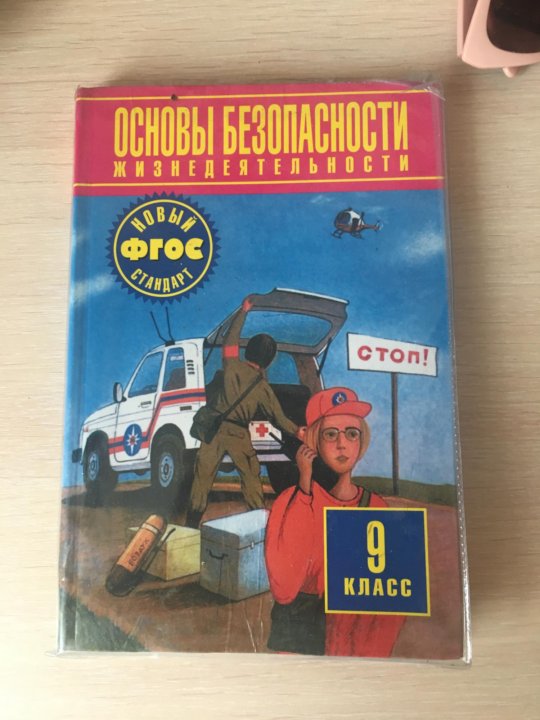 ОСНОВЫ БЕЗОПАСНОСТИ
ЖИЗНЕДЕЯТЕЛЬНОСТИ
НОВЫЙ
ФГОС
СТАНДАРТ
СТОП!
9
КЛАСС